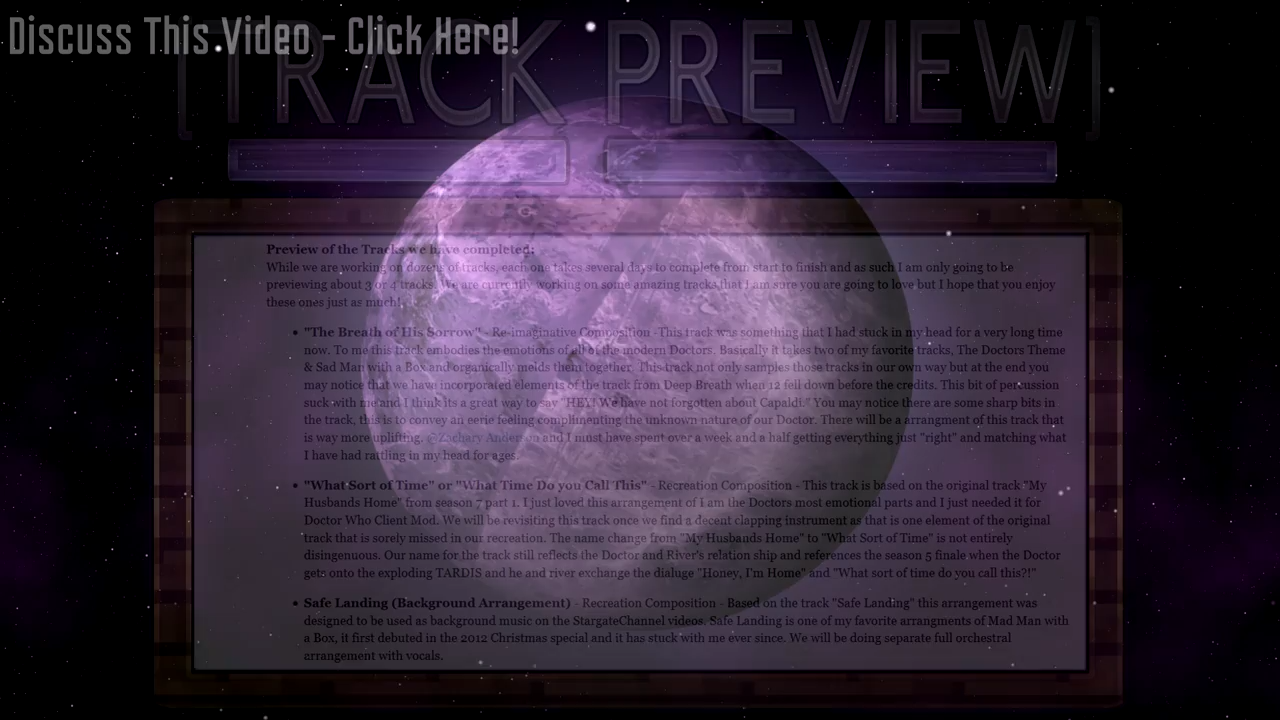 Discuss This Video - Click Here!
[TRACK PREVIEW]
Preview of the Tracks we have completed:
While we are working on dozens of tracks, each one takes several days to complete from start to finish and as such I am only going to be
previewing about 3 or 4 tracks. We are currently working on some amazing tracks that I am sure you are going to love but I hope that you enjoy
these ones just as much!
• "The Breath of His Sorrow" - Re-imaginative Composition -This track was something that I had stuck in my head for a very long time
now. To me this track embodies the emotions of all of the modern Doctors. Basically it takes two of my favorite tracks, The Doctors Theme
& Sad Man with a Box and organically melds them together. This track not only samples those tracks in our own way but at the end you
may notice that we have incorporated elements of the track from Deep Breath when 12 fell down before the credits. This bit of percussion
suck with me and I think its a great way to say "HEY! We have not forgotten about Capaldi." You may notice there are some sharp bits in
the track, this is to convey an eerie feeling complimenting the unknown nature of our Doctor. There will be a arrangement of this track that
is way more uplifting. @Zachary Anderson and I must have spent over a week and a half getting everything just "right" and matching what
I have had rattling in my head for ages.
• "What Sort of Time" or "What Time Do you Call This" - Recreation Composition - This track is based on the original track "My
Husbands Home" from season 7 part 1. I just loved this arrangement of I am the Doctors most emotional parts and I just needed it for
Doctor Who Client Mod. We will be revisiting this track once we find a decent clapping instrument as that is one element of the original
track that is sorely missed in our recreation. The name change from "My Husbands Home" to "What Sort of Time" is not entirely
disingenuous. Our name for the track still reflects the Doctor and River's relation ship and references the season 5 finale when the Doctor
gets onto the exploding TARDIS and he and river exchange the dialuge "Honey, I'm Home" and "What sort of time do you call this?!"
• Safe Landing (Background Arrangement) - Recreation Composition - Based on the track "Safe Landing" this arrangement was
designed to be used as background music on the StargateChannel videos. Safe Landing is one of my favorite arrangments of Mad Man with
a Box, it first debuted in the 2012 Christmas special and it has stuck with me ever since. We will be doing separate full orchestral
arrangement with vocals.